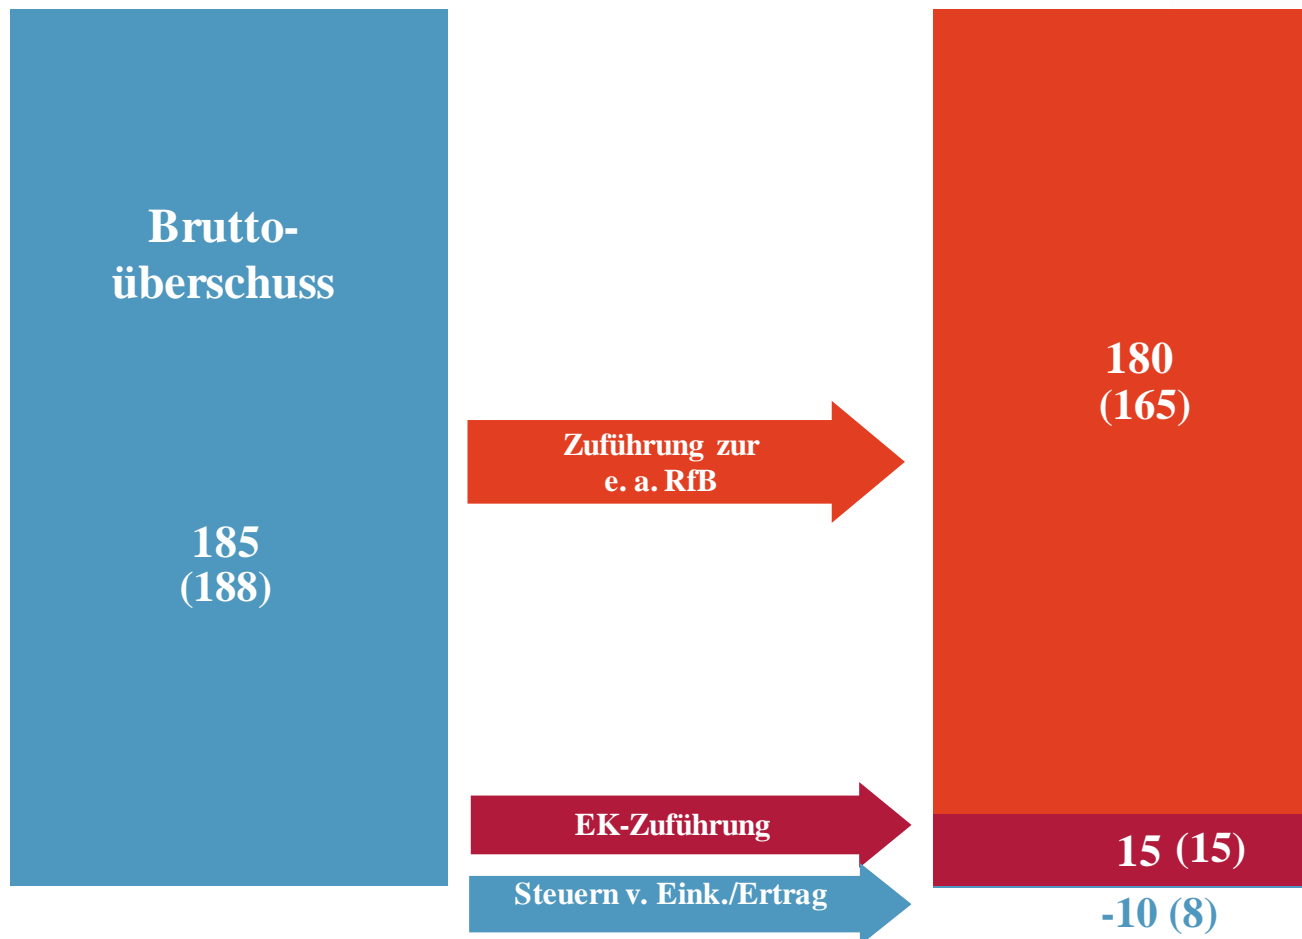 Brutto-
überschuss
185
(188)
Zuführung zur
e. a. RfB
180
(165)
EK-Zuführung
15 (15)
Steuern v. Eink./Ertrag
-10 (8)